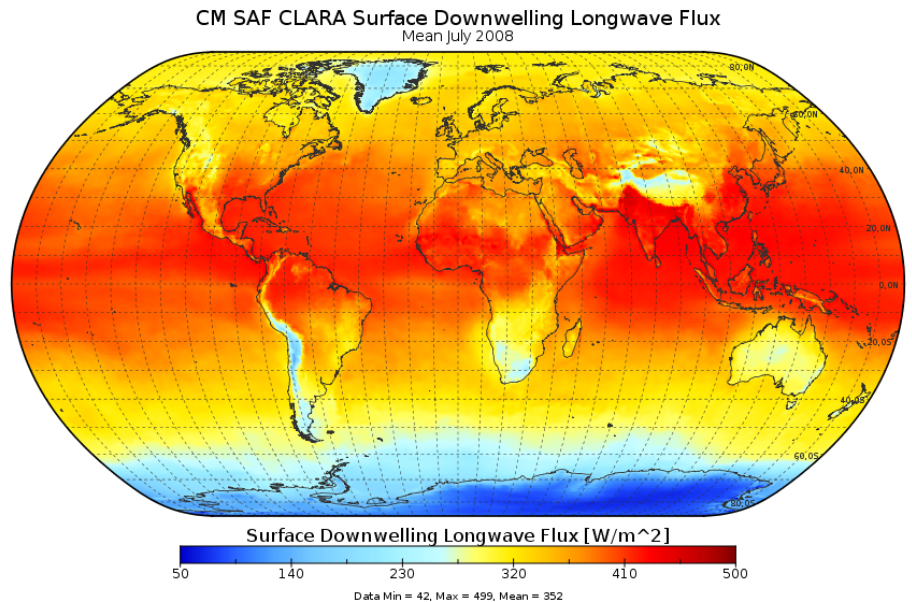 CM SAF CLARA Surface Downwelling Longwave Flux
Mean July 2008
80.0N
60.0N
40.0N
20.0N
0.0N
20.0S
40.0S
60.0S
80.0S
Surface Downwelling Longwave Flux [W/m^2]
50 140 230 320 410 500
Data Min = 42, Max = 499, Mean = 352